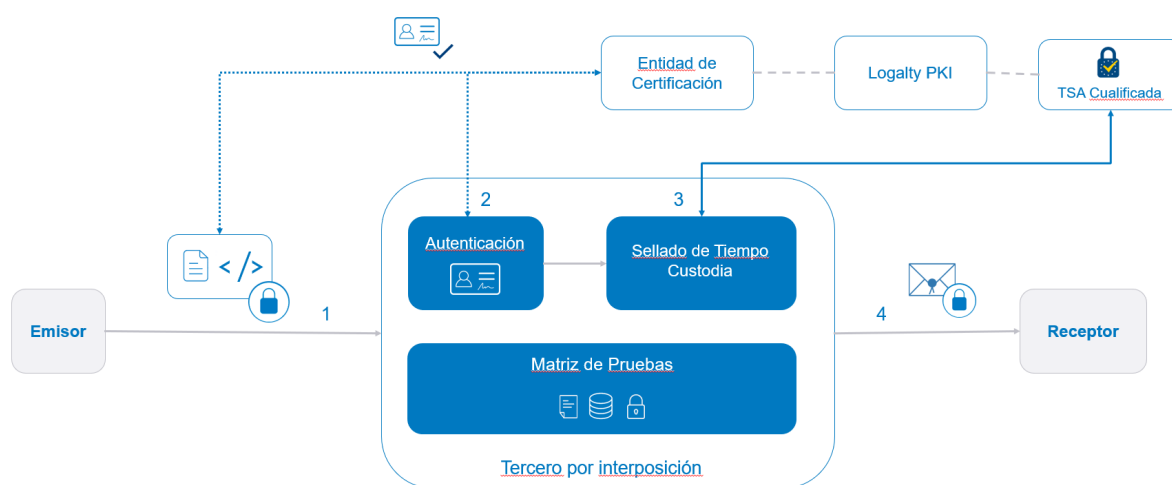 Entidad de
Certificación
Logalty PKI
TSA Cualificada
2
3
Autenticación
Sellado de Tiempo
Custodia
</>
1
4
Emisor
Receptor
Matriz de Pruebas
Tercero por interposición